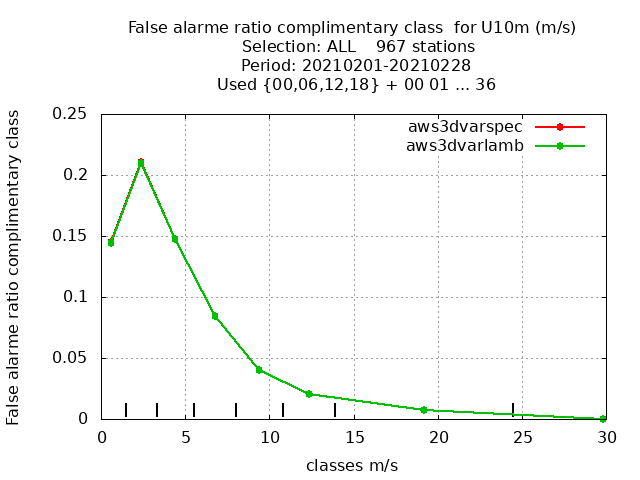 False alarme ratio complimentary class  for U10m (m/s)
Selection: ALL    967 stations
Period: 20210201-20210228
Used {00,06,12,18} + 00 01 ... 36
False alarme ratio complimentary class
aws3dvarspec
aws3dvarlamb
0.25
0.2
0.15
0.1
0.05
0
0 5 10 15 20 25 30
classes m/s